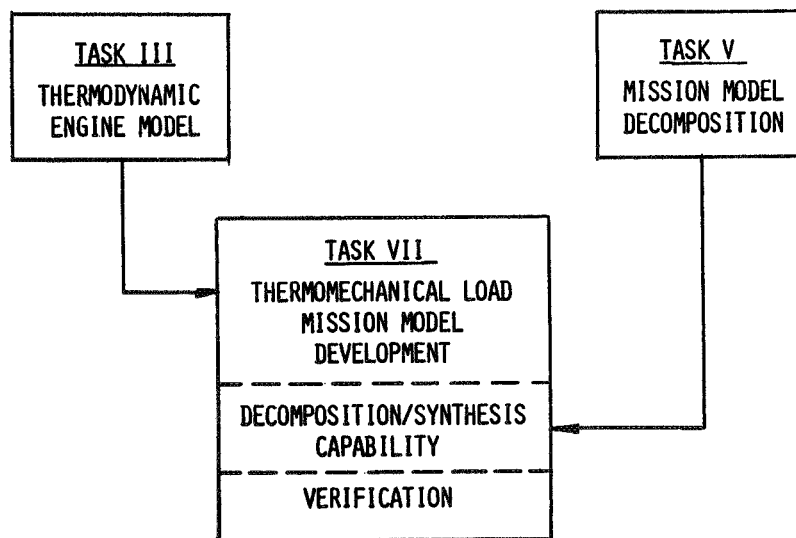 TASK III
THERMODYNAMIC
ENGINE MODEL
TASK V
MISSION MODEL
DECOMPOSITION
TASK VII
THERMOMECHANICAL LOAD
MISSION MODEL
DEVELOPMENT
DECOMPOSITION/SYNTHESIS
CAPABILITY
VERIFICATION